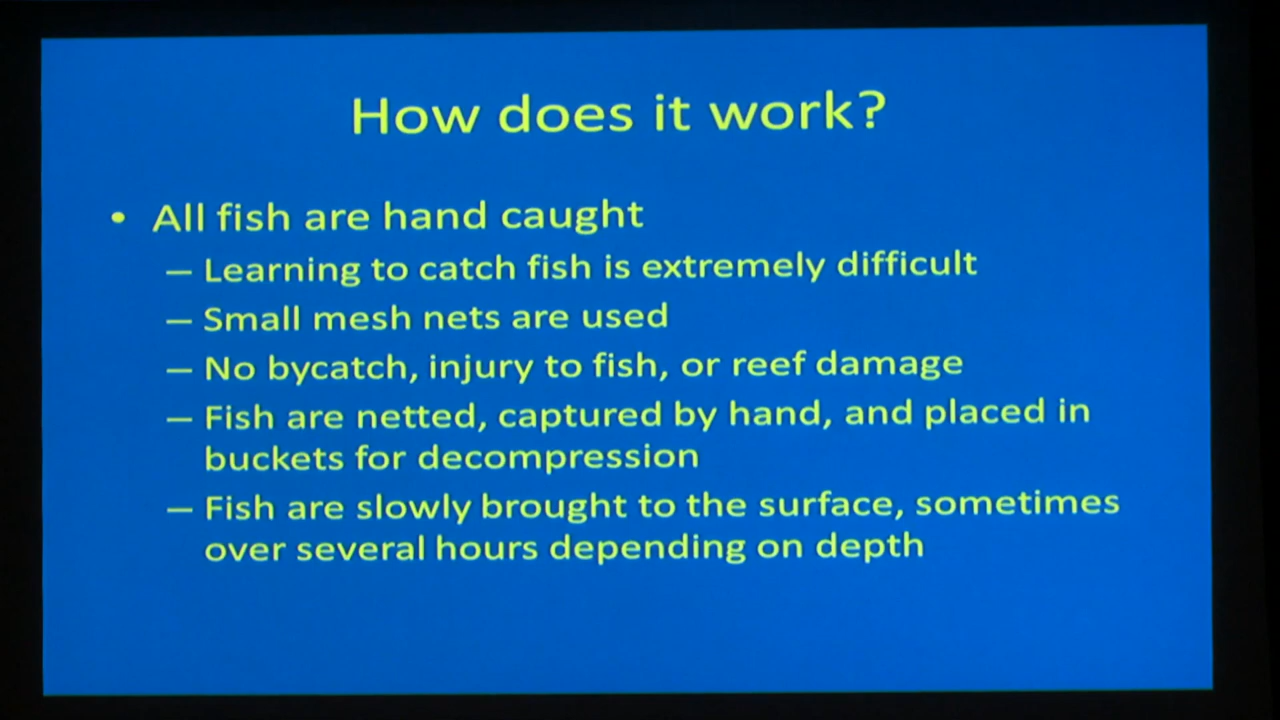 How does it work?
• All fish are hand caught
– Learning to catch fish is extremely difficult
– Small mesh nets are used
– No bycatch, injury to fish, or reef damage
– Fish are netted, captured by hand, and placed in
buckets for decompression
– Fish are slowly brought to the surface, sometimes
over several hours depending on depth